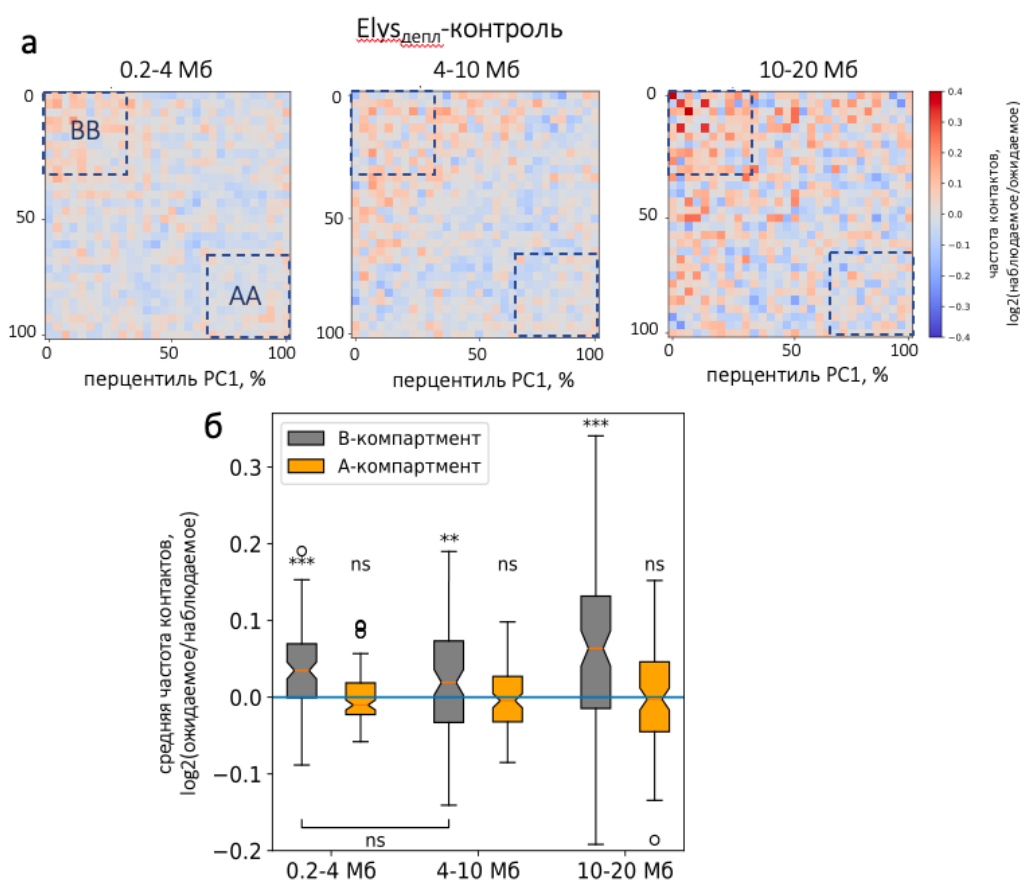 а
Elys депл-контроль
0.2-4 Мб
4-10 Мб
10-20 Мб
0
50
100
BB
AA
0
50
100
перцентиль PC1, %
0
50
100
0
50
100
перцентиль PC1, %
0
50
100
0
50
100
перцентиль PC1, %
0.4
0.3
0.2
0.1
0.0
−0.1
−0.2
−0.3
−0.4
частота контактов,
log2(наблюдаемое/ожидаемое)
б
В-компартмент
А-компартмент
средняя частота контактов,
log2(ожидаемое/наблюдаемое)
0.3
0.2
0.1
0.0
−0.1
−0.2
***
ns
**
ns
***
ns
ns
0.2-4 Мб
4-10 Мб
10-20 Мб